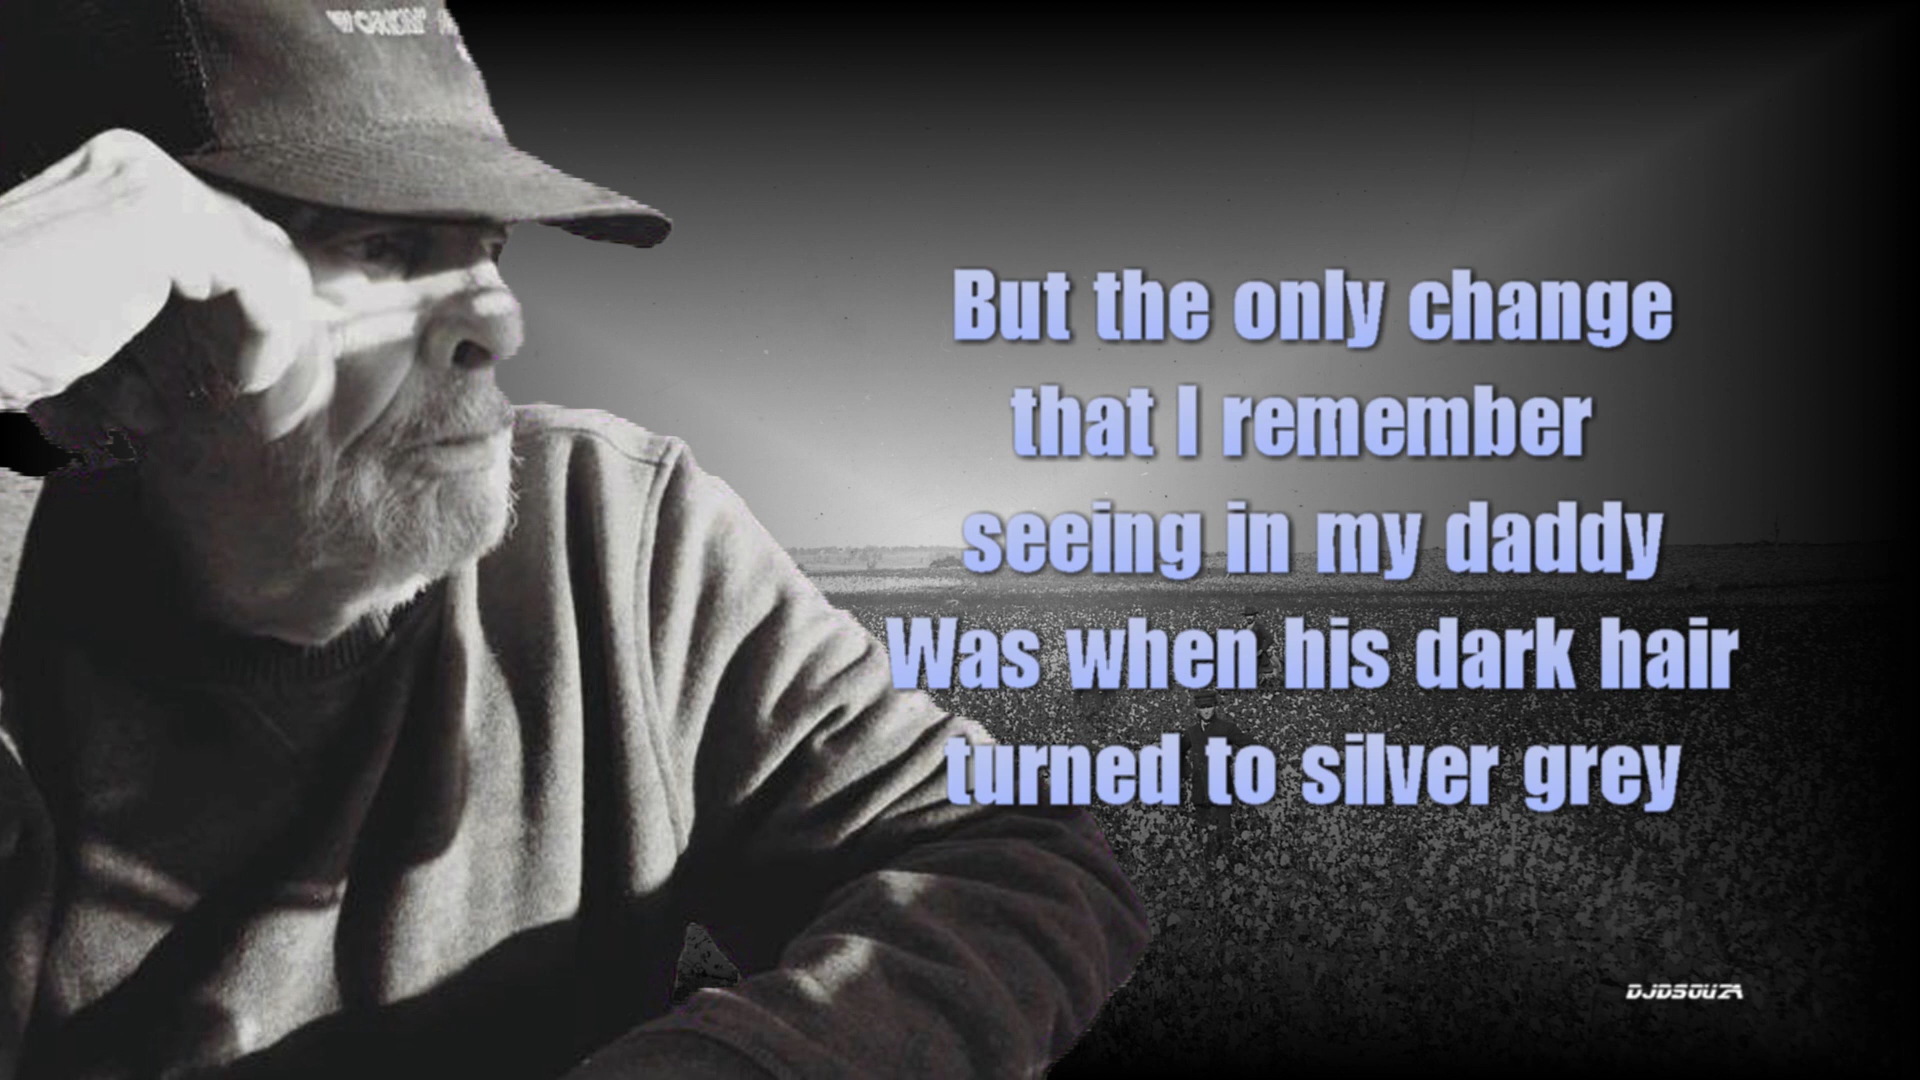 WORKIN'
But the only change
that I remember
seeing in my daddy
Was when his dark hair
turned to silver grey
DJDSOUZA